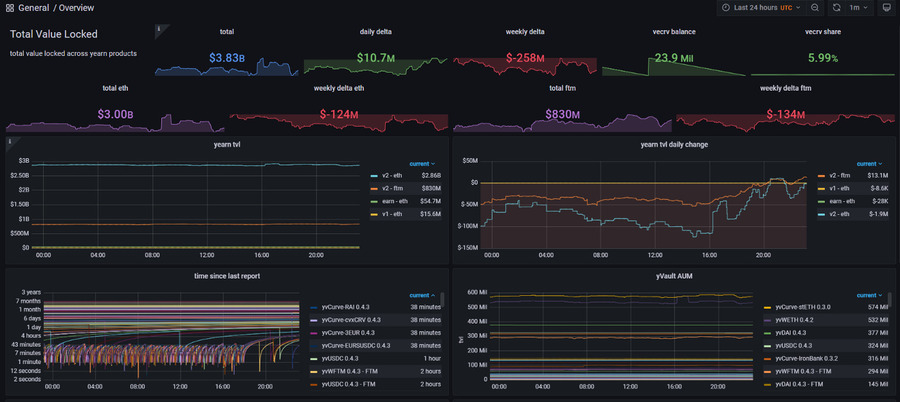 General / Overview
Last 24 hours UTC
1m
Total Value Locked
total value locked across yearn products
total
$3.83B
daily delta
$10.7M
weekly delta
$-258M
vecrv balance
23.9 Mil
vecrv share
5.99%
total eth
$3.00B
weekly delta eth
$-124M
total ftm
$830M
weekly delta ftm
$-134M
yearn tvl
$3B
$2.50B
$2B
$1.50B
$1B
$500M
$0
00:00 04:00 08:00 12:00 16:00 20:00
current
v2 - eth $2.86B
v2 - ftm $830M
earn - eth $54.7M
v1 - eth $15.6M
yearn tvl daily change
$50M
$0
$-50M
$-100M
$-150M
00:00 04:00 08:00 12:00 16:00 20:00
current
v2 - ftm $13.1M
v1 - eth $-8.6K
earn - eth $-28K
v2 - eth $-1.9M
time since last report
3 years
7 months
1 month
6 days
1 day
4 hours
43 minutes
7 minutes
1 minute
12 seconds
2 seconds
00:00 04:00 08:00 12:00 16:00 20:00
current
yvCurve-RAI 0.4.3 38 minutes
yvCurve-cvxCRV 0.4.3 38 minutes
yvCurve-3EUR 0.4.3 38 minutes
yvCurve-EURSUSDC 0.4.3 38 minutes
yvUSDC 0.4.3 1 hour
yvWFTM 0.4.3 - FTM 2 hours
yvUSDC 0.4.3 - FTM 2 hours
yVault AUM
600 Mil
500 Mil
400 Mil
300 Mil
200 Mil
100 Mil
0
tvl
00:00 04:00 08:00 12:00 16:00 20:00
current
yvCurve-stETH 0.3.0 574 Mil
yvWETH 0.4.2 532 Mil
yvDAI 0.4.3 377 Mil
yvUSDC 0.4.3 324 Mil
yvCurve-IronBank 0.3.2 316 Mil
yvWFTM 0.4.3 - FTM 294 Mil
yvDAI 0.4.3 - FTM 145 Mil